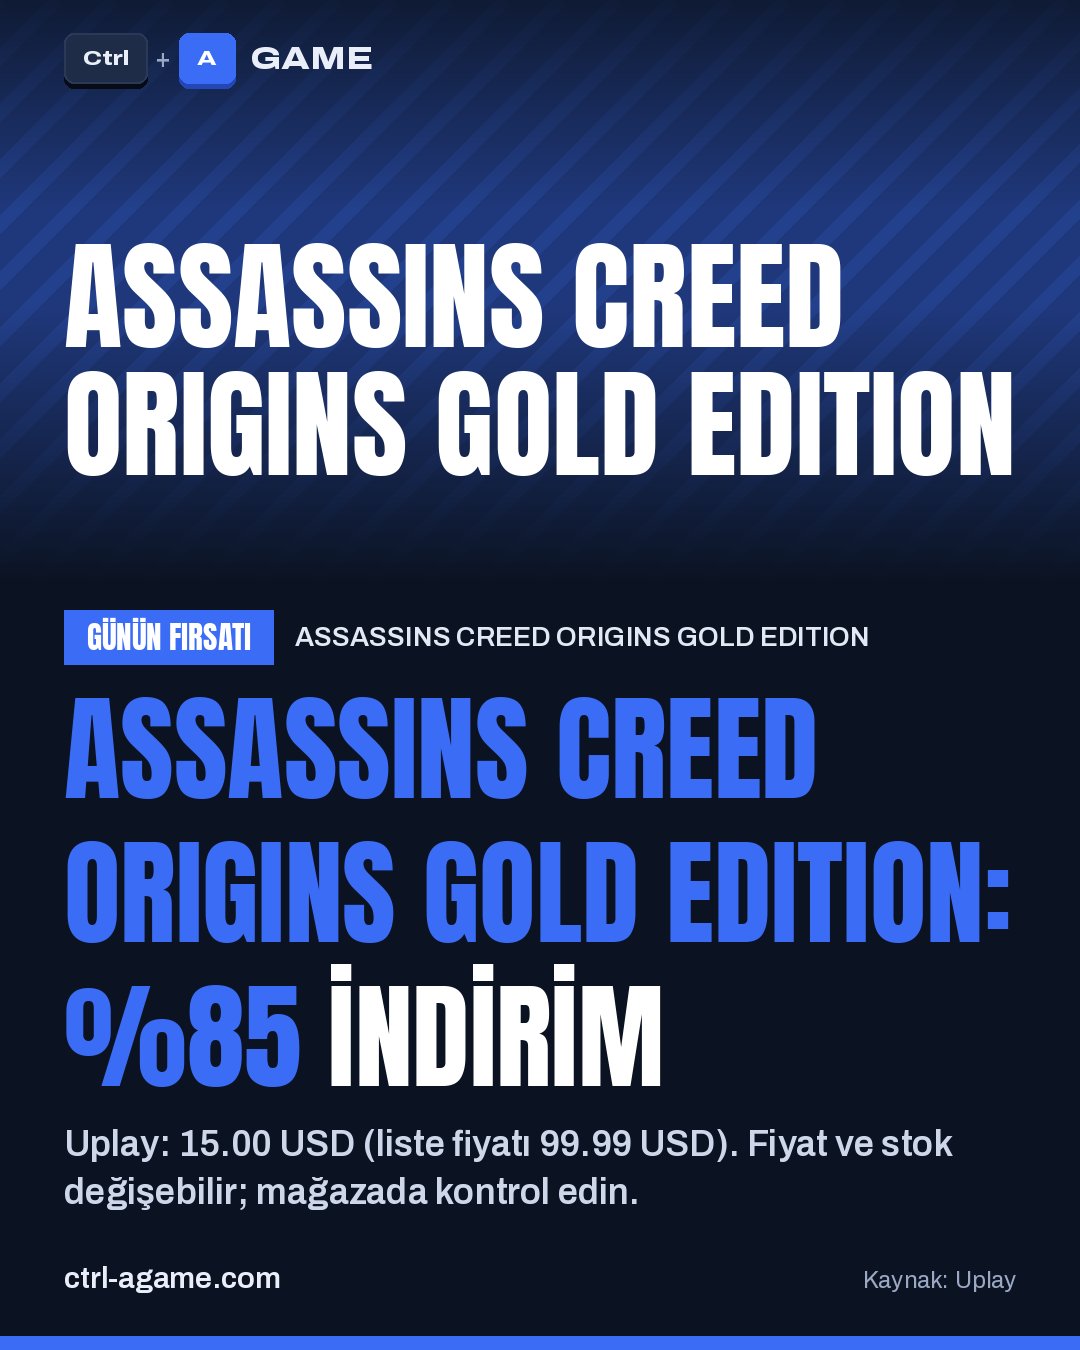 Ctrl + A GAME
ASSASSINS CREED
ORIGINS GOLD EDITION
GÜNÜN FIRSATI ASSASSINS CREED ORIGINS GOLD EDITION
ASSASSINS CREED
ORIGINS GOLD EDITION:
%85 İNDİRİM
Uplay: 15.00 USD (liste fiyatı 99.99 USD). Fiyat ve stok
değişebilir; mağazada kontrol edin.
ctrl-agame.com
Kaynak: Uplay